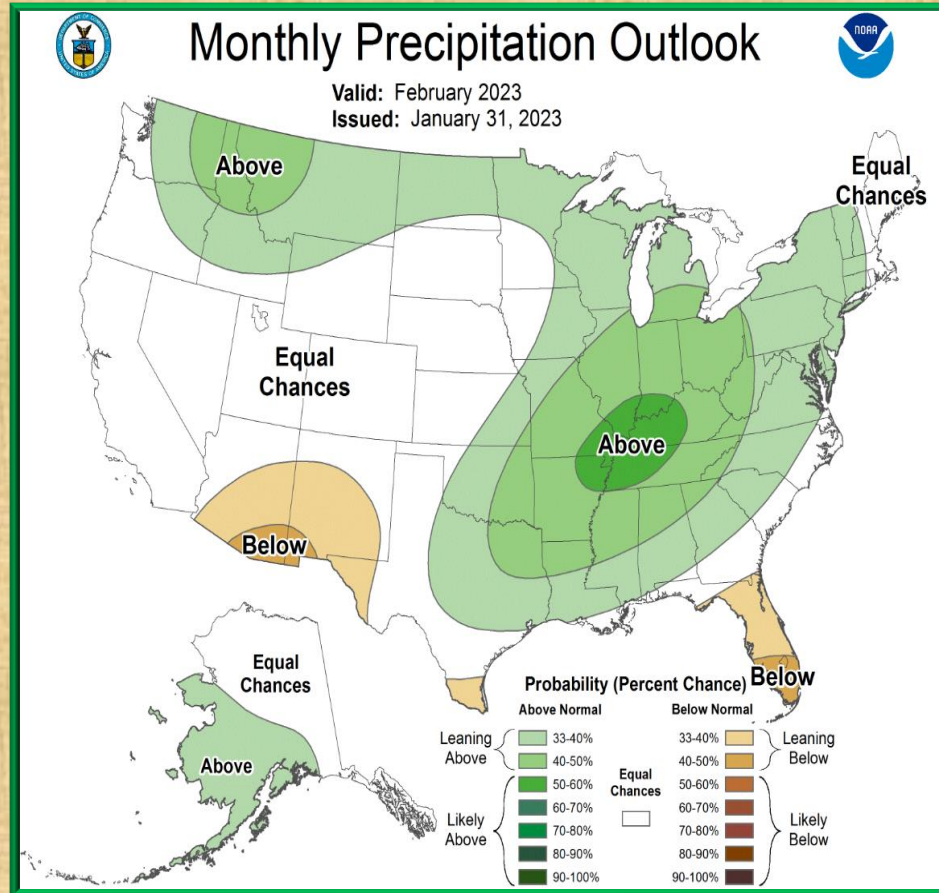 Monthly Precipitation Outlook
NOAA
Valid: February 2023
Issued: January 31, 2023
Above
Equal
Chances
Equal
Chances
Above
Below
Equal
Chances
Above
Below
Probability (Percent Chance)
Above Normal
Below Normal
Leaning
Above
33-40%
40-50%
Likely
Above
50-60%
60-70%
70-80%
80-90%
90-100%
Equal
Chances
33-40%
40-50%
Leaning
Below
50-60%
60-70%
70-80%
80-90%
90-100%
Likely
Below